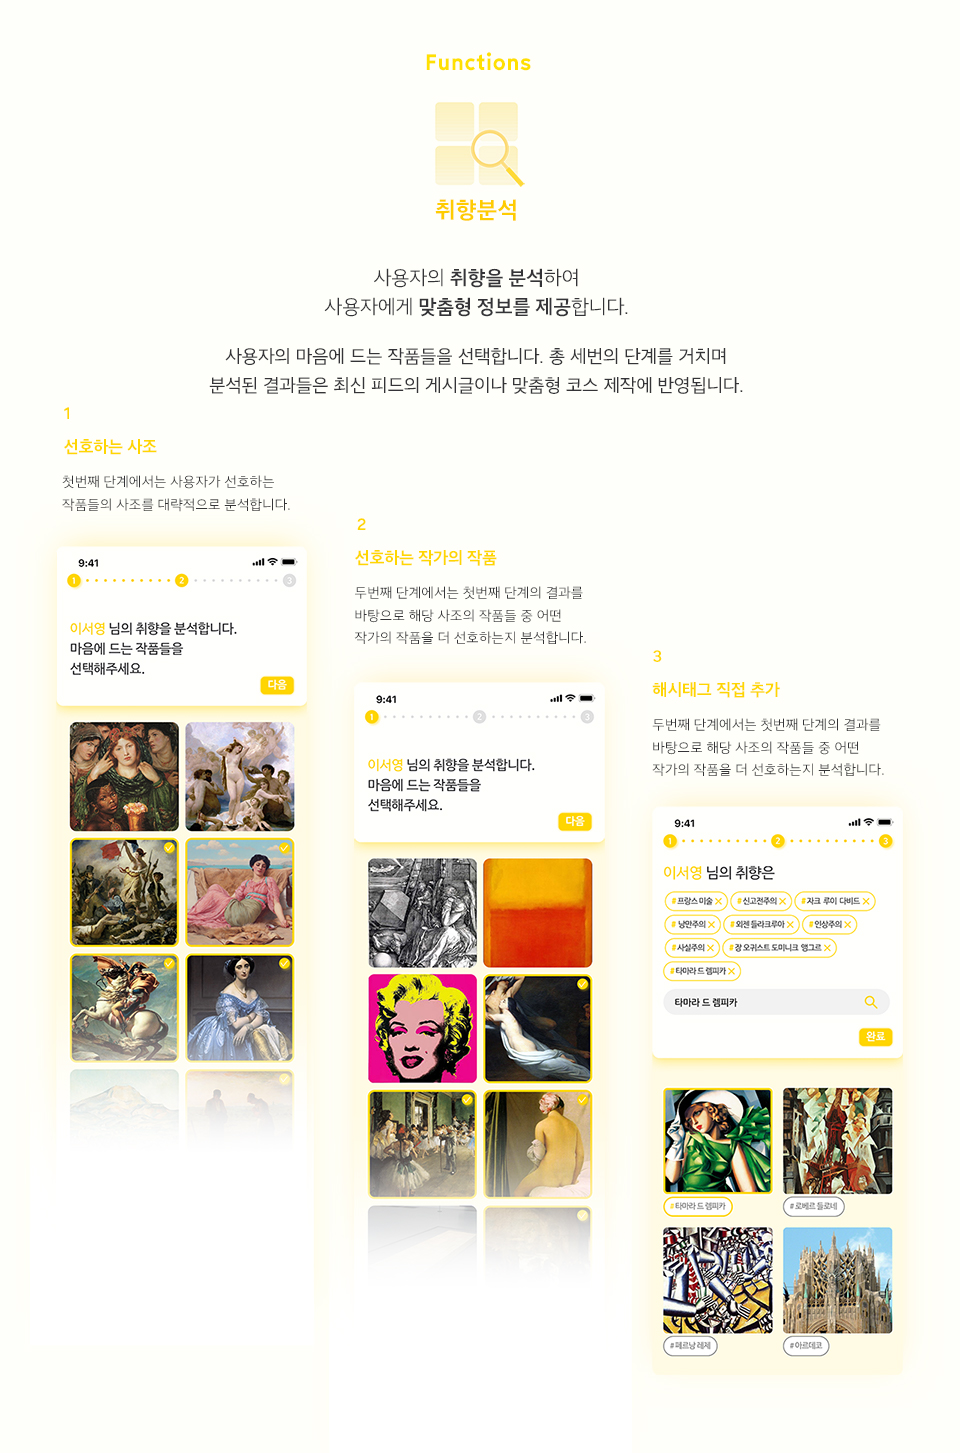 Functions
취향분석
사용자의 취향을 분석하여
사용자에게 맞춤형 정보를 제공합니다.
사용자의 마음에 드는 작품들을 선택합니다. 총 세번의 단계를 거치며
분석된 결과들은 최신 피드의 게시글이나 맞춤형 코스 제작에 반영됩니다.
1
선호하는 사조
첫번째 단계에서는 사용자가 선호하는
작품들의 사조를 대략적으로 분석합니다.
9:41
1 2 3
이서영 님의 취향을 분석합니다.
마음에 드는 작품들을
선택해주세요.
다음
2
선호하는 작가의 작품
두번째 단계에서는 첫번째 단계의 결과를
바탕으로 해당 사조의 작품들 중 어떤
작가의 작품을 더 선호하는지 분석합니다.
9:41
1 2 3
이서영 님의 취향을 분석합니다.
마음에 드는 작품들을
선택해주세요.
다음
3
해시태그 직접 추가
두번째 단계에서는 첫번째 단계의 결과를
바탕으로 해당 사조의 작품들 중 어떤
작가의 작품을 더 선호하는지 분석합니다.
9:41
1 2 3
이서영 님의 취향은
#프랑스 미술 #신고전주의 #자크 루이 다비드
#낭만주의 #외젠 들라크루아 #인상주의
#사실주의 #장 오귀스트 도미니크 앵그르
#타마라 드 렘피카
타마라 드 렘피카
완료
#타마라 드 렘피카 #로베르 들로네
#페르낭 레제 #아르데코